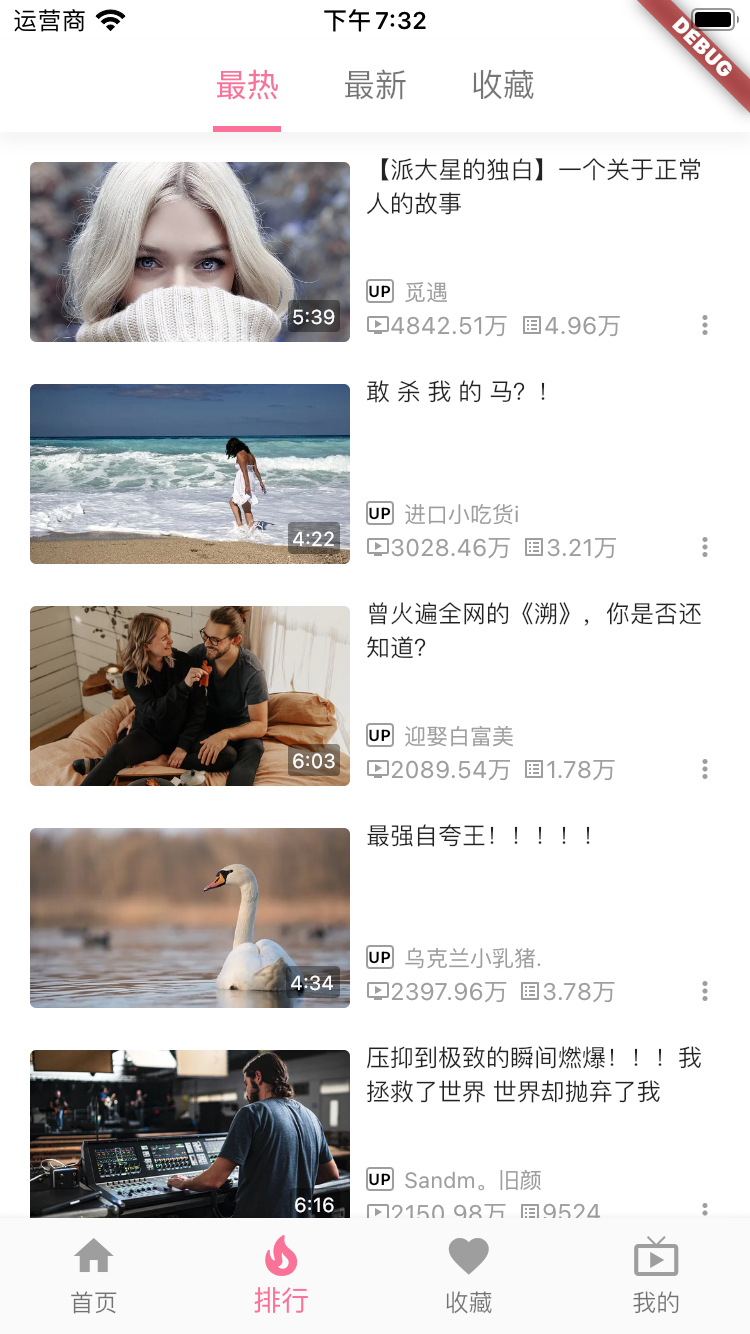 运营商 下午7:32
DEBUG
最热 最新 收藏
【派大星的独白】一个关于正常
人的故事
5:39
UP 觅遇
4842.51万 4.96万
敢 杀 我 的 马？！
4:22
UP 进口小吃货i
3028.46万 3.21万
曾火遍全网的《溯》，你是否还
知道？
6:03
UP 迎娶白富美
2089.54万 1.78万
最强自夸王！！！！！
4:34
UP 乌克兰小乳猪.
2397.96万 3.78万
压抑到极致的瞬间燃爆！！！我
拯救了世界 世界却抛弃了我
6:16
UP Sandm。旧颜
2150.98万 9524
首页 排行 收藏 我的